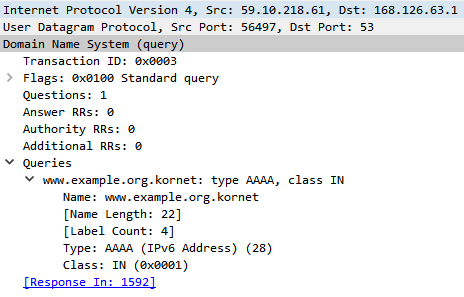 Internet Protocol Version 4, Src: 59.10.218.61, Dst: 168.126.63.1
User Datagram Protocol, Src Port: 56497, Dst Port: 53
Domain Name System (query)
Transaction ID: 0x0003
Flags: 0x0100 Standard query
Questions: 1
Answer RRs: 0
Authority RRs: 0
Additional RRs: 0
Queries
www.example.org.kornet: type AAAA, class IN
Name: www.example.org.kornet
[Name Length: 22]
[Label Count: 4]
Type: AAAA (IPv6 Address) (28)
Class: IN (0x0001)
[Response In: 1592]